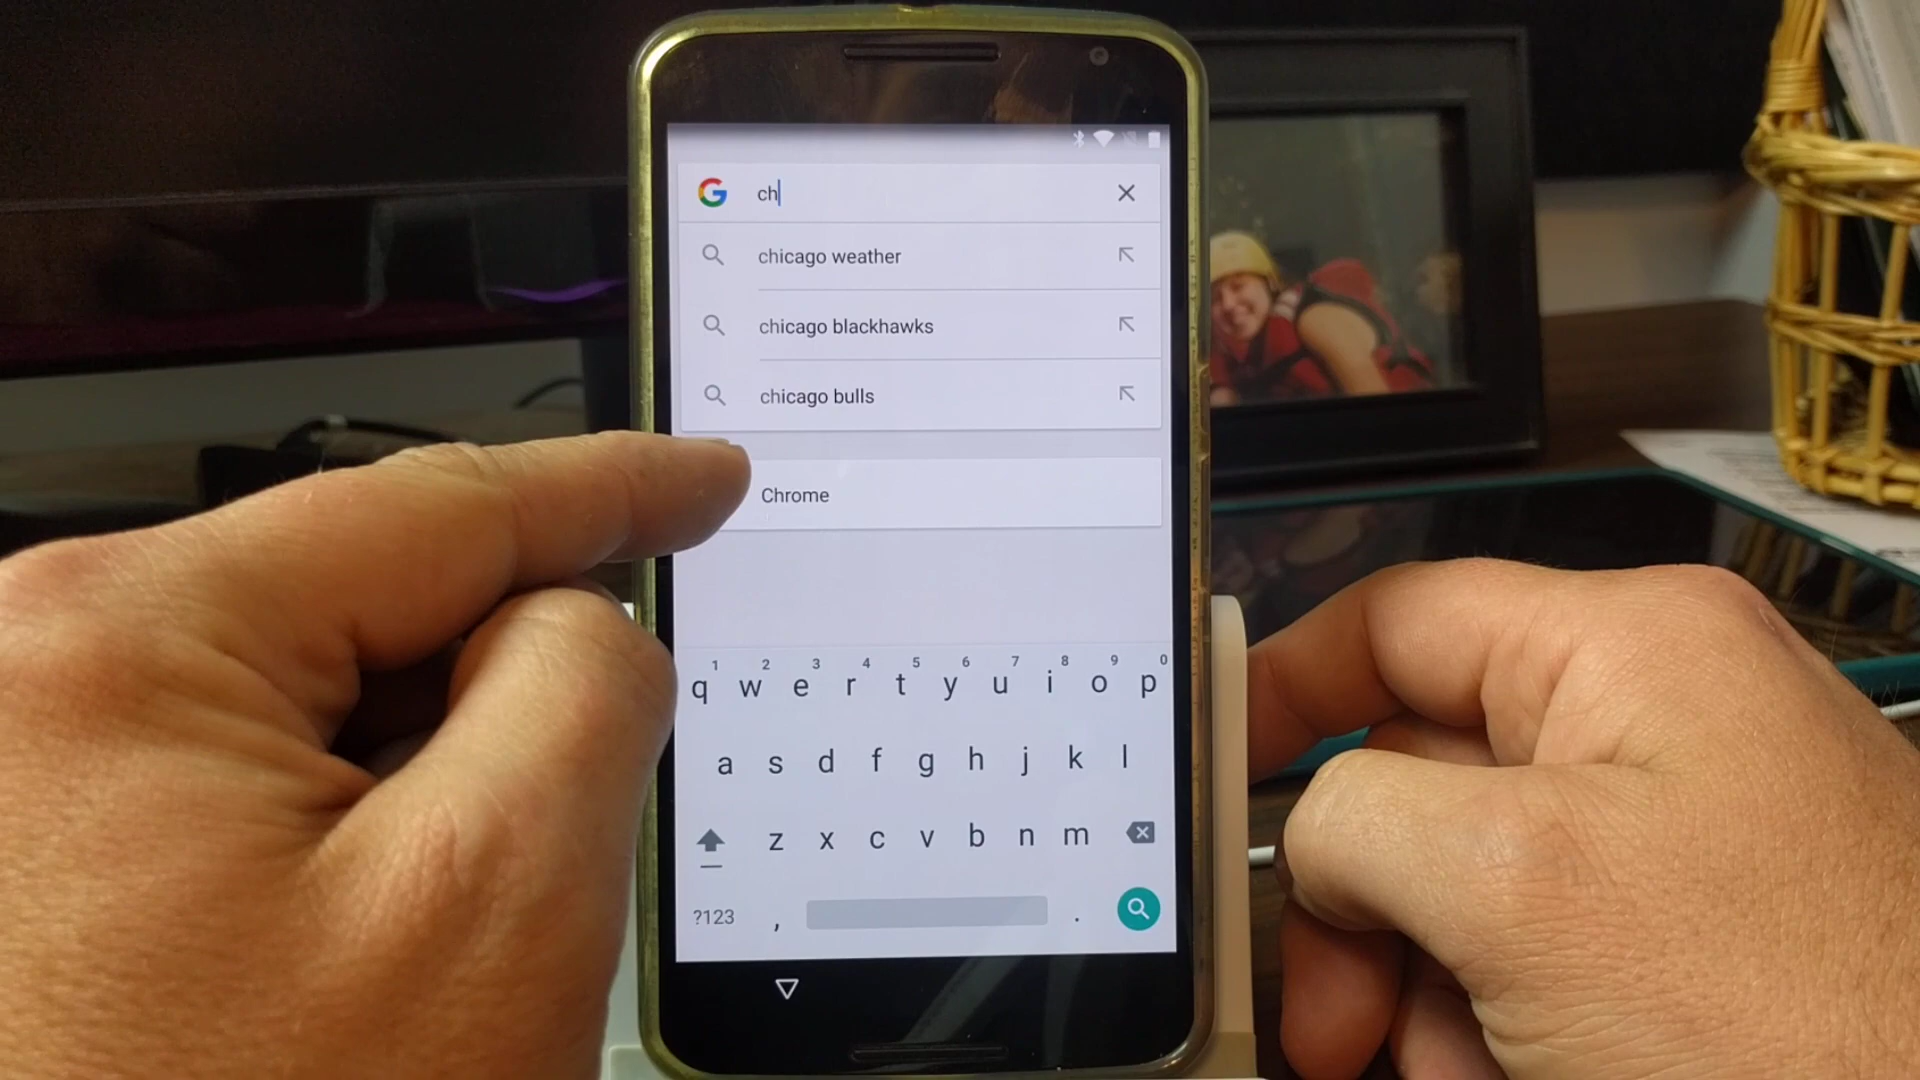 ch
chicago weather
chicago blackhawks
chicago bulls
Chrome
1 2 3 4 5 6 7 8 9 0
q w e r t y u i o p
a s d f g h j k l
z x c v b n m
?123 , .